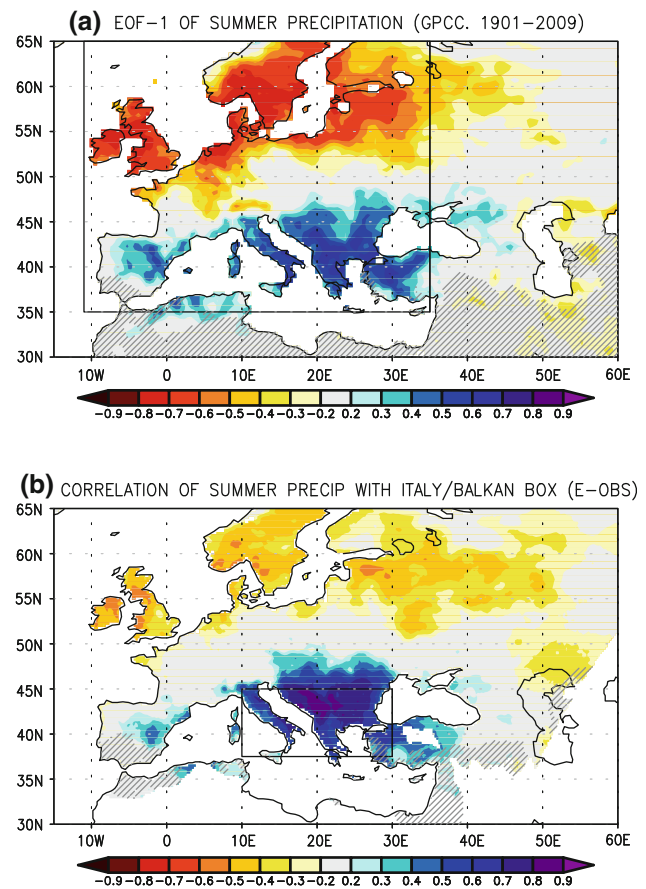 (a) EOF-1 OF SUMMER PRECIPITATION (GPCC. 1901-2009)
65N
60N
55N
50N
45N
40N
35N
30N
10W 0 10E 20E 30E 40E 50E 60E
-0.9 -0.8 -0.7 -0.6 -0.5 -0.4 -0.3 -0.2 0.2 0.3 0.4 0.5 0.6 0.7 0.8 0.9
(b) CORRELATION OF SUMMER PRECIP WITH ITALY/BALKAN BOX (E-OBS)
65N
60N
55N
50N
45N
40N
35N
30N
10W 0 10E 20E 30E 40E 50E 60E
-0.9 -0.8 -0.7 -0.6 -0.5 -0.4 -0.3 -0.2 0.2 0.3 0.4 0.5 0.6 0.7 0.8 0.9